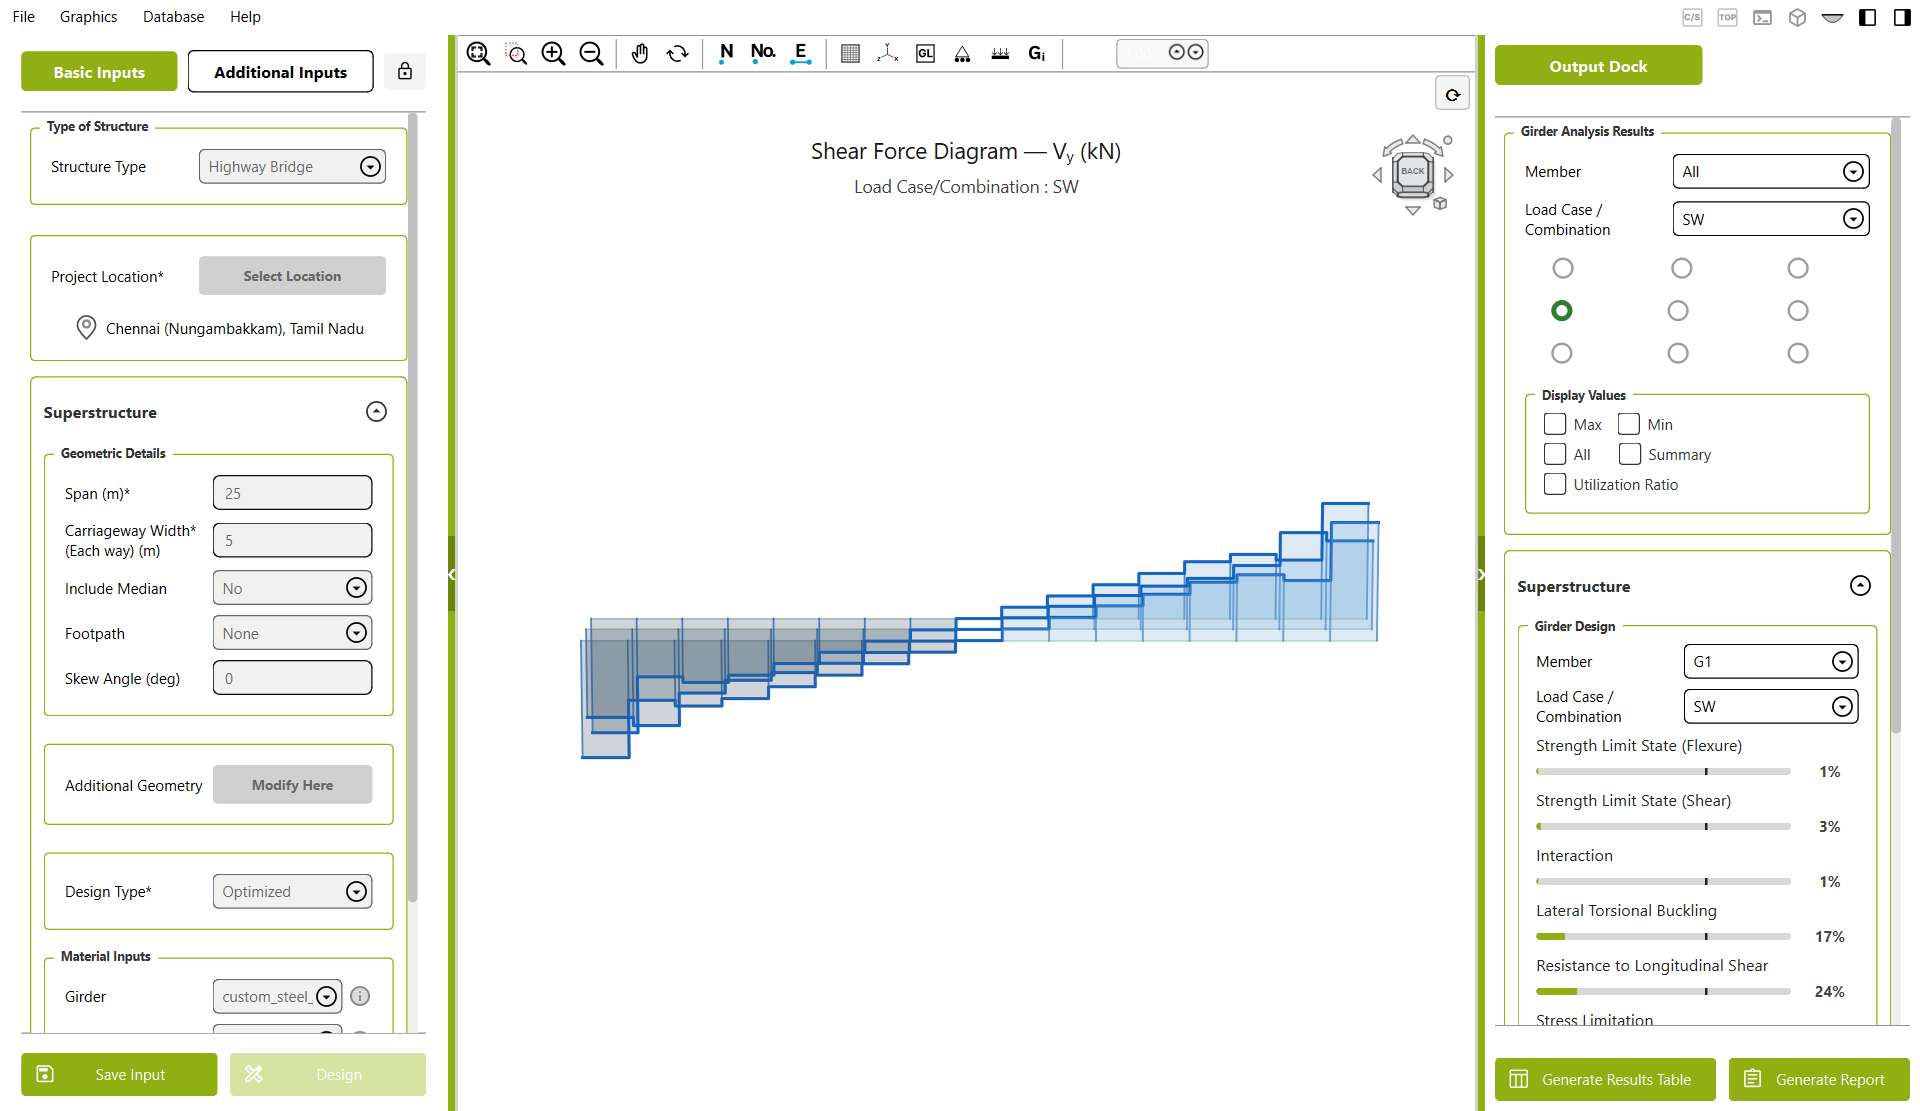 File Graphics Database Help
C/S TOP
Basic Inputs Additional Inputs
N No. E GL Gi
Output Dock
Type of Structure
Structure Type Highway Bridge
Project Location* Select Location
Chennai (Nungambakkam), Tamil Nadu
Superstructure
Geometric Details
Span (m)* 25
Carriageway Width*
(Each way) (m) 5
Include Median No
Footpath None
Skew Angle (deg) 0
Additional Geometry Modify Here
Design Type* Optimized
Material Inputs
Girder custom_steel_
Save Input Design
Shear Force Diagram — Vy (kN)
Load Case/Combination : SW
BACK
Girder Analysis Results
Member All
Load Case /
Combination SW
Display Values
Max Min
All Summary
Utilization Ratio
Superstructure
Girder Design
Member G1
Load Case /
Combination SW
Strength Limit State (Flexure)
1%
Strength Limit State (Shear)
3%
Interaction
1%
Lateral Torsional Buckling
17%
Resistance to Longitudinal Shear
24%
Stress Limitation
Generate Results Table Generate Report